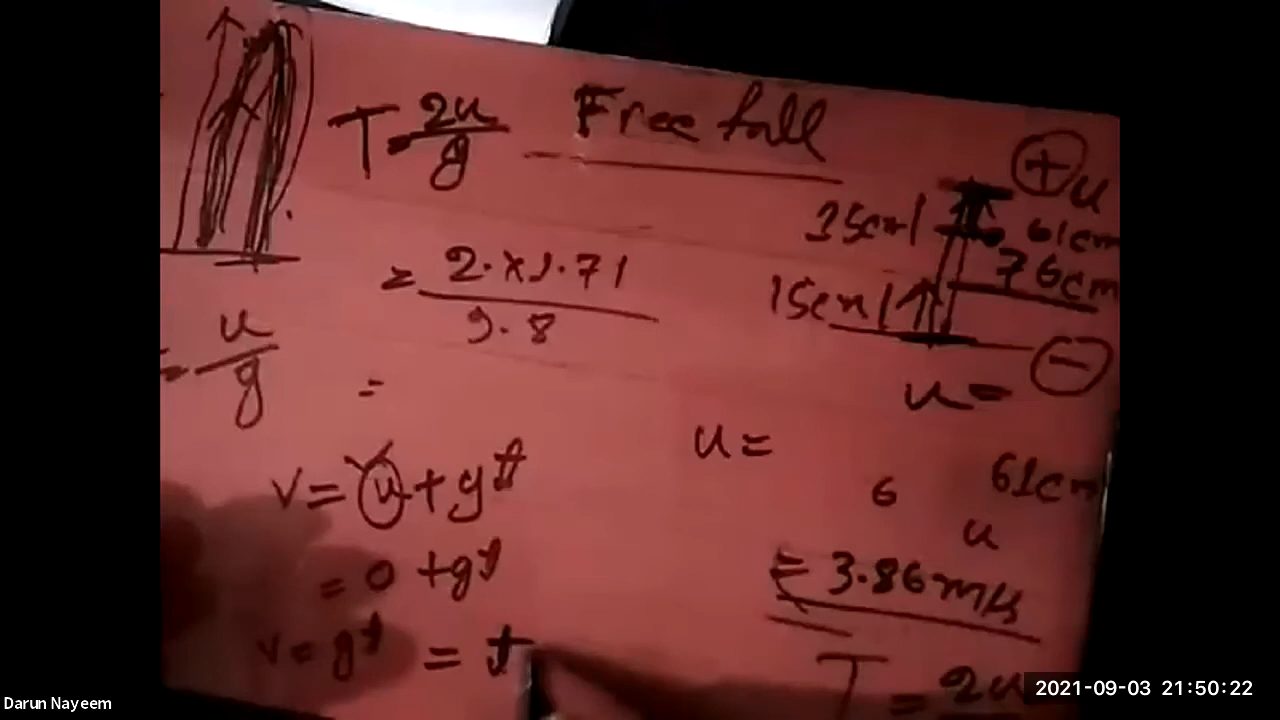 T = 2u/g Free fall
+ u
35cm 61cm
76cm
= 2. × 1.71 / 9.8
15cm
−
= u/g
u =
=
u =
61cm
6
v = u + gt
u
= 0 + gt
= 3.86 m/s
v = gt = t
T = 2u
Darun Nayeem
2021-09-03 21:50:22